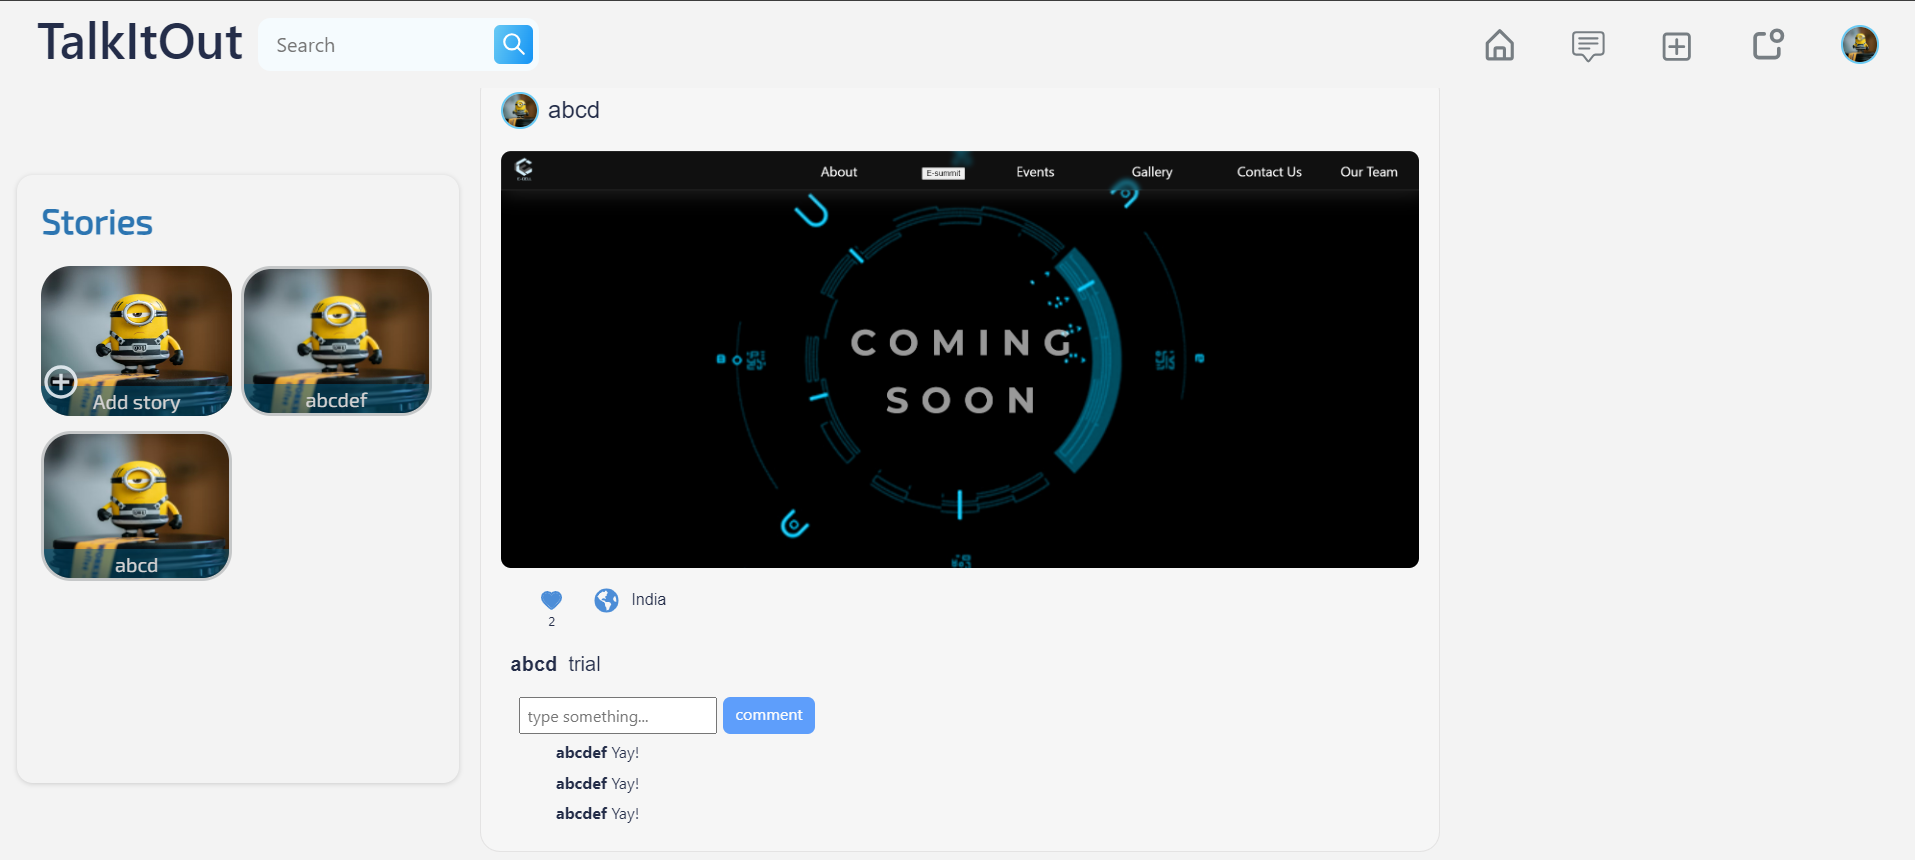 TalkItOut
Search
abcd
Stories
Add story
abcdef
abcd
About
E-summit
Events
Gallery
Contact Us
Our Team
COMING
SOON
2
India
abcd trial
type something...
comment
abcdef Yay!
abcdef Yay!
abcdef Yay!